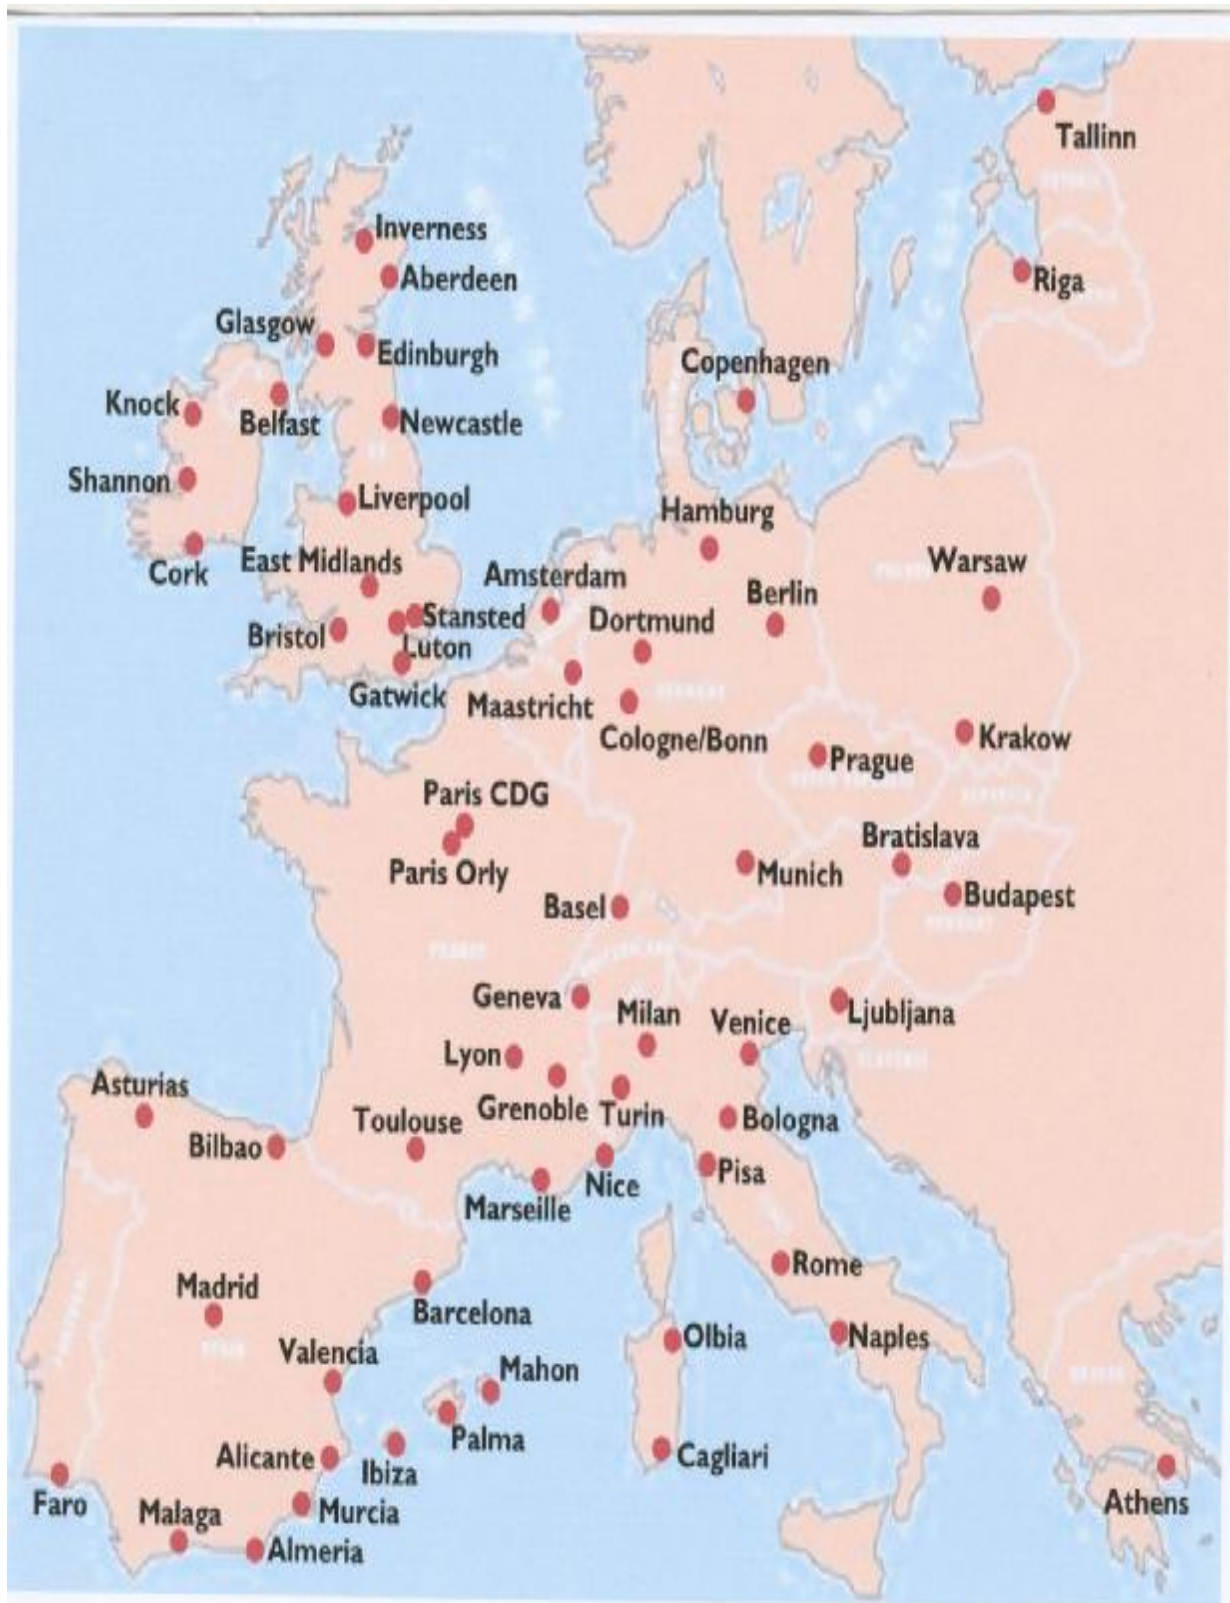 Tallinn
Inverness
Riga
Aberdeen
Glasgow
Edinburgh
Copenhagen
Knock
Belfast
Newcastle
Shannon
Liverpool
Hamburg
Cork
East Midlands
Amsterdam
Warsaw
Berlin
Stansted
Dortmund
Bristol
Luton
Gatwick
Maastricht
Cologne/Bonn
Krakow
Prague
Paris CDG
Bratislava
Paris Orly
Munich
Budapest
Basel
Geneva
Milan
Venice
Ljubljana
Lyon
Asturias
Grenoble
Turin
Toulouse
Bologna
Bilbao
Pisa
Nice
Marseille
Rome
Madrid
Barcelona
Olbia
Naples
Valencia
Mahon
Palma
Alicante
Ibiza
Cagliari
Faro
Malaga
Murcia
Athens
Almeria
BALTIC SEA